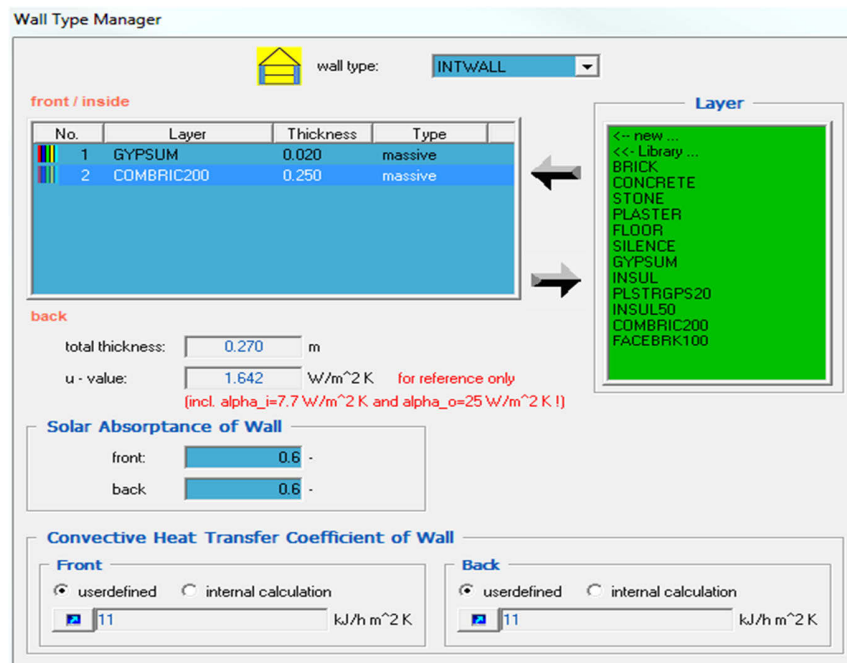 Wall Type Manager
wall type: INTWALL
front / inside
No. Layer Thickness Type
1 GYPSUM 0.020 massive
2 COMBRIC200 0.250 massive
back
total thickness: 0.270 m
u - value: 1.642 W/m^2 K for reference only
(incl. alpha_i=7.7 W/m^2 K and alpha_o=25 W/m^2 K !)
Layer
<-- new ...
<<- Library ...
BRICK
CONCRETE
STONE
PLASTER
FLOOR
SILENCE
GYPSUM
INSUL
PLSTRGPS20
INSUL50
COMBRIC200
FACEBRK100
Solar Absorptance of Wall
front: 0.6 -
back 0.6 -
Convective Heat Transfer Coefficient of Wall
Front
userdefined internal calculation
11 kJ/h m^2 K
Back
userdefined internal calculation
11 kJ/h m^2 K